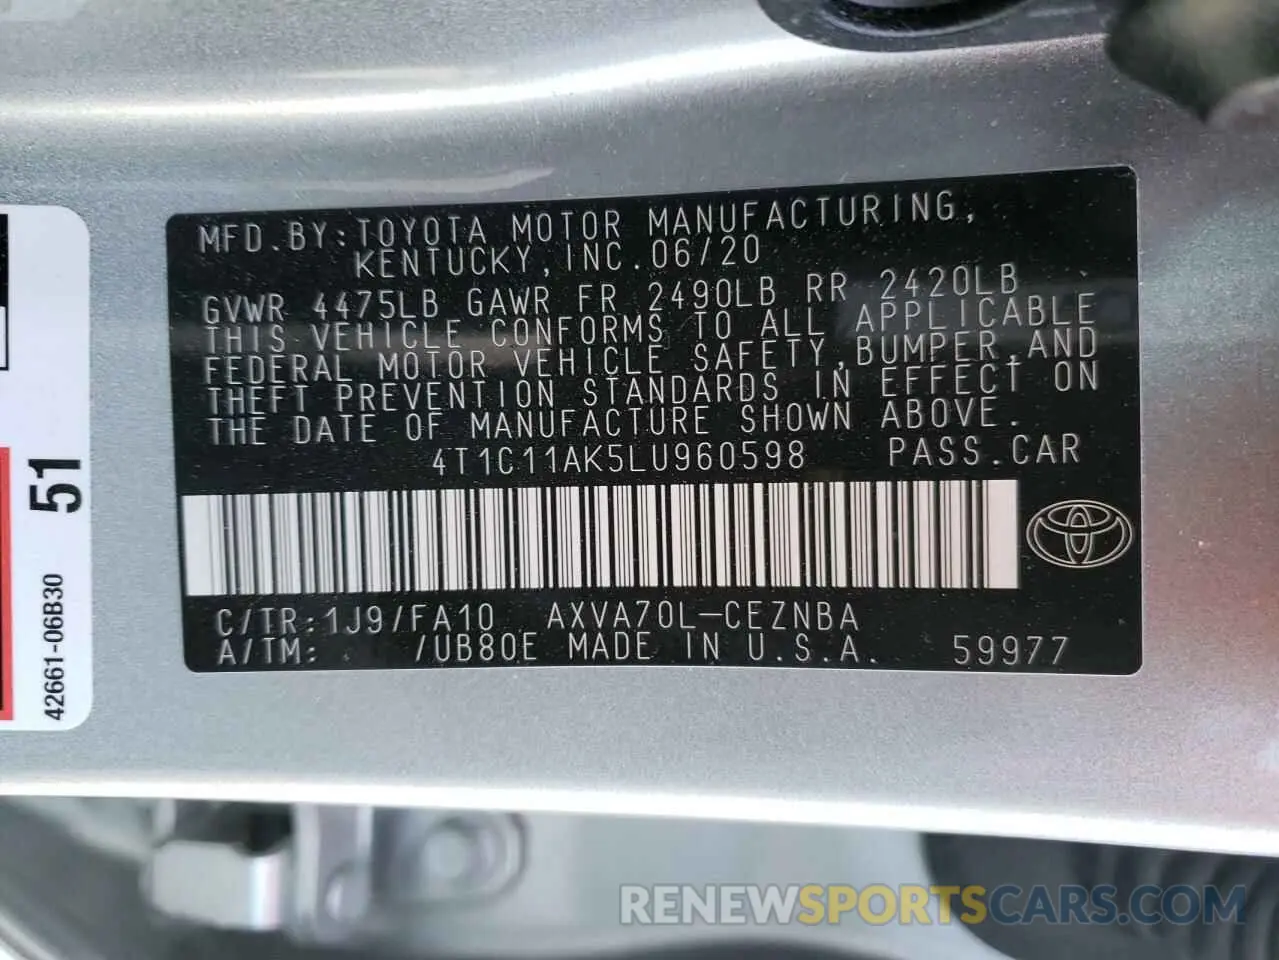 MFD.BY:TOYOTA MOTOR MANUFACTURING,
KENTUCKY,INC.06/20
GVWR 4475LB GAWR FR 2490LB RR 2420LB
THIS VEHICLE CONFORMS TO ALL APPLICABLE
FEDERAL MOTOR VEHICLE SAFETY,BUMPER,AND
THEFT PREVENTION STANDARDS IN EFFECT ON
THE DATE OF MANUFACTURE SHOWN ABOVE.
4T1C11AK5LU960598 PASS.CAR
C/TR:1J9/FA10 AXVA70L-CEZNBA
A/TM: /UB80E MADE IN U.S.A. 59977
51
42661-06B30
RENEWSPORTSCARS.COM